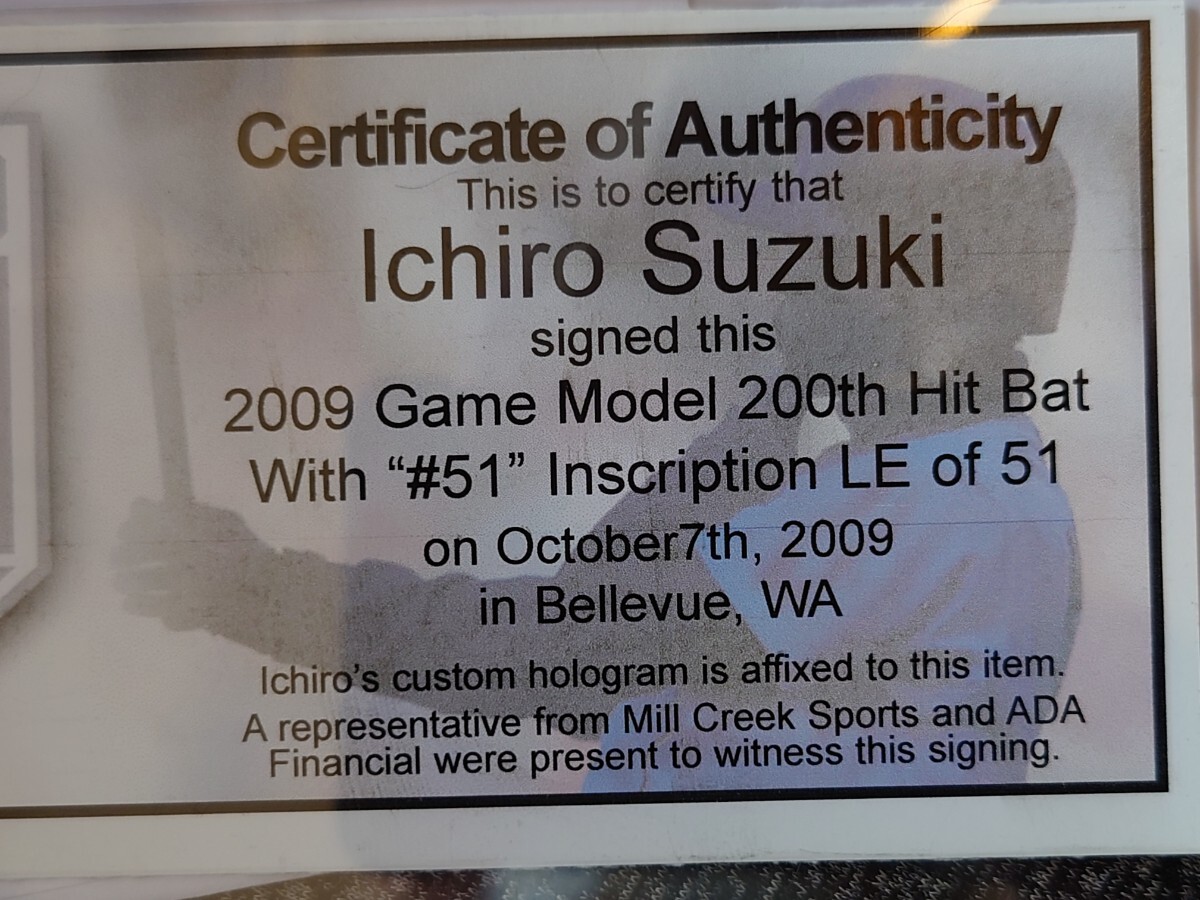 Certificate of Authenticity
This is to certify that
Ichiro Suzuki
signed this
2009 Game Model 200th Hit Bat
With “#51” Inscription LE of 51
on October7th, 2009
in Bellevue, WA
Ichiro’s custom hologram is affixed to this item.
A representative from Mill Creek Sports and ADA
Financial were present to witness this signing.